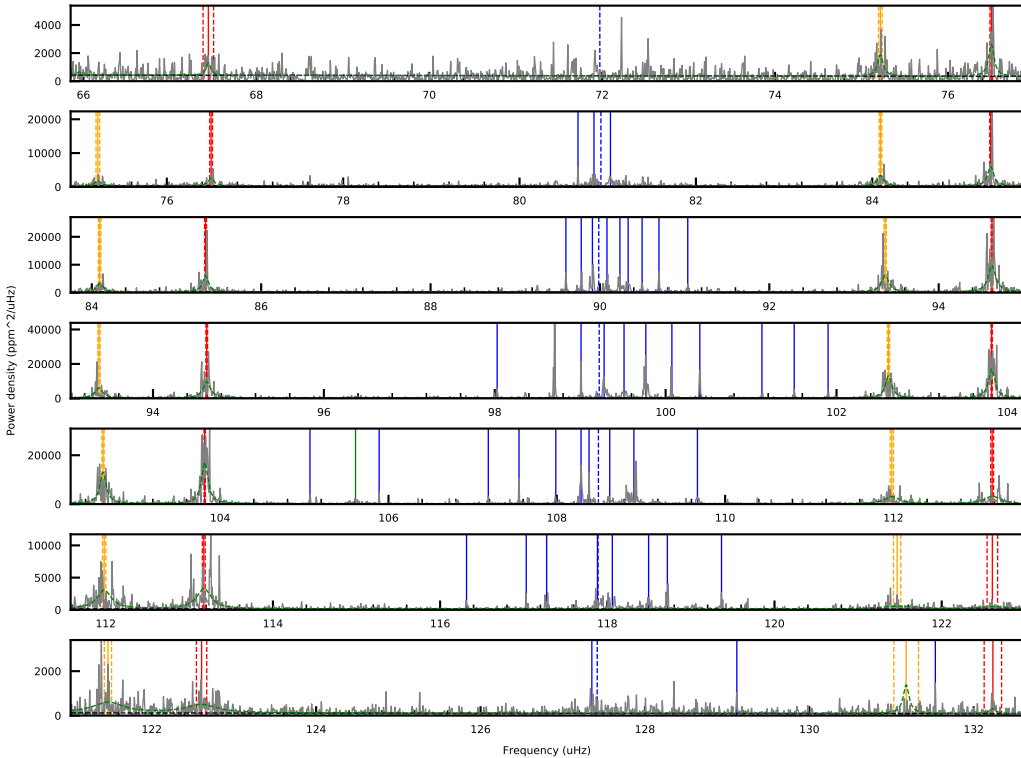 4000
2000
0
66 68 70 72 74 76
20000
10000
0
76 78 80 82 84
20000
10000
0
84 86 88 90 92 94
40000
20000
0
94 96 98 100 102 104
20000
0
104 106 108 110 112
10000
5000
0
112 114 116 118 120 122
2000
0
122 124 126 128 130 132
Power density (ppm^2/uHz)
Frequency (uHz)